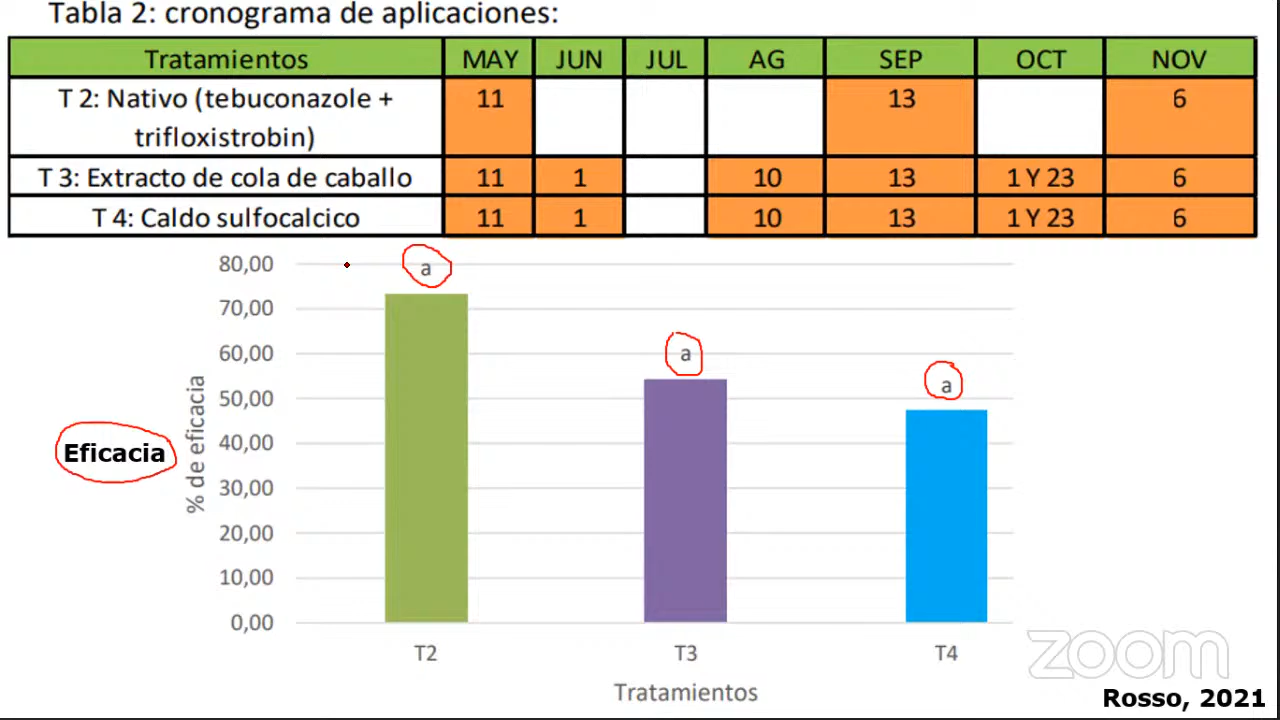 Tabla 2: cronograma de aplicaciones:
Tratamientos MAY JUN JUL AG SEP OCT NOV
T 2: Nativo (tebuconazole + 11 13 6
trifloxistrobin)
T 3: Extracto de cola de caballo 11 1 10 13 1 Y 23 6
T 4: Caldo sulfocalcico 11 1 10 13 1 Y 23 6
80,00 a
70,00
60,00 a
50,00 a
40,00
30,00
20,00
10,00
0,00
Eficacia
% de eficacia
T2 T3 T4
Tratamientos
zoom
Rosso, 2021